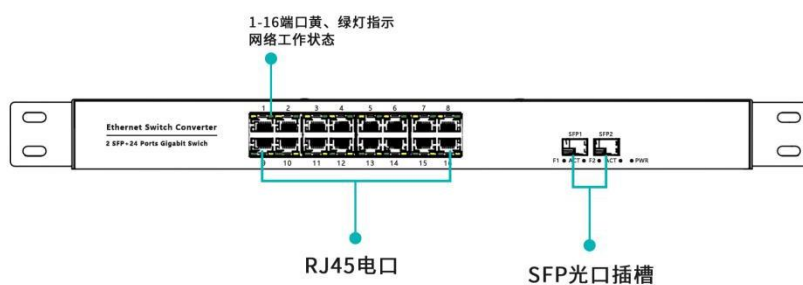 1-16端口黄、绿灯指示
网络工作状态
1 2 3 4 5 6 7 8
Ethernet Switch Converter
2 SFP+24 Ports Gigabit Swich
9 10 11 12 13 14 15 16
SFP1 SFP2
F1 ACT F2 ACT PWR
RJ45电口
SFP光口插槽